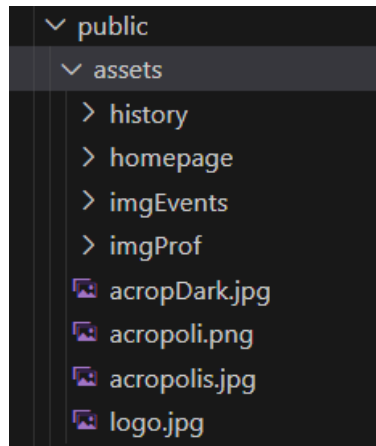 public
assets
history
homepage
imgEvents
imgProf
acropDark.jpg
acropoli.png
acropolis.jpg
logo.jpg